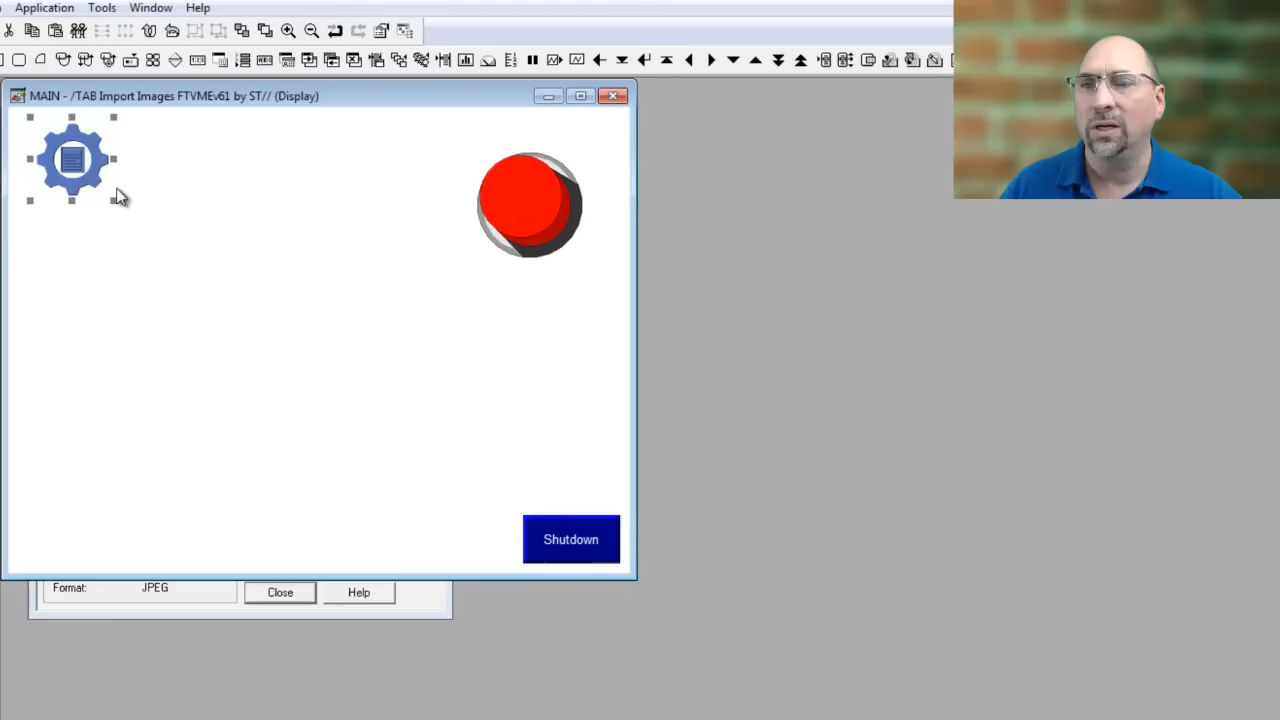 Application Tools Window Help
MAIN - /TAB Import Images FTVMEv61 by ST// (Display)
Shutdown
Format: JPEG Close Help